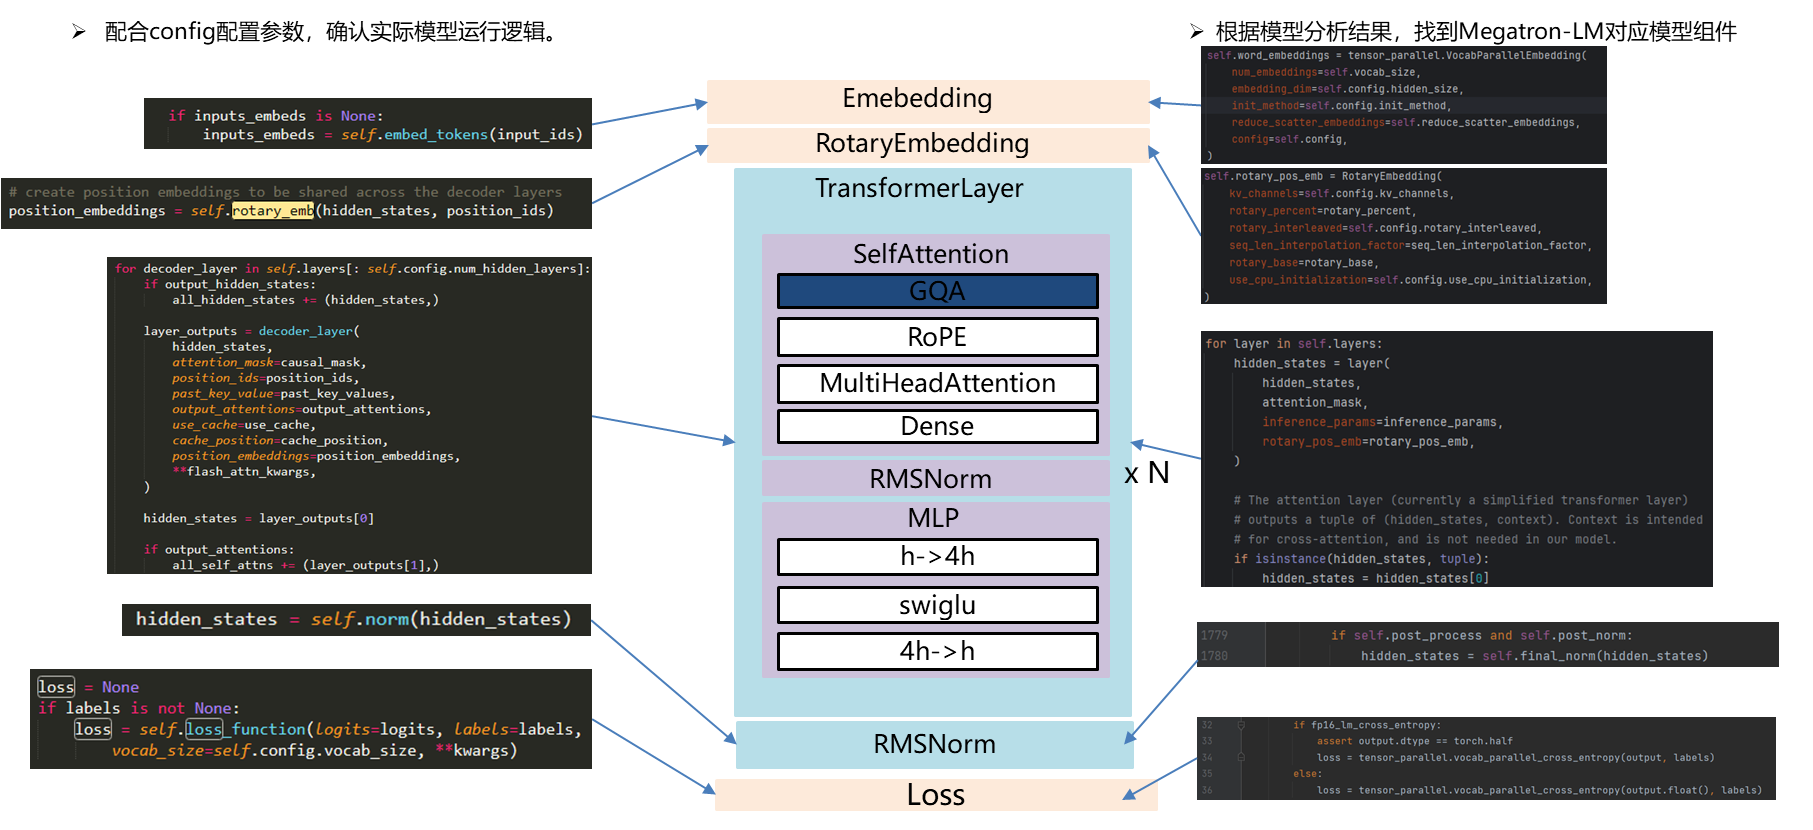 ➢ 配合config配置参数，确认实际模型运行逻辑。
if inputs_embeds is None:
inputs_embeds = self.embed_tokens(input_ids)
# create position embeddings to be shared across the decoder layers
position_embeddings = self.rotary_emb(hidden_states, position_ids)
for decoder_layer in self.layers[: self.config.num_hidden_layers]:
if output_hidden_states:
all_hidden_states += (hidden_states,)
layer_outputs = decoder_layer(
hidden_states,
attention_mask=causal_mask,
position_ids=position_ids,
past_key_value=past_key_values,
output_attentions=output_attentions,
use_cache=use_cache,
cache_position=cache_position,
position_embeddings=position_embeddings,
**flash_attn_kwargs,
)
hidden_states = layer_outputs[0]
if output_attentions:
all_self_attns += (layer_outputs[1],)
hidden_states = self.norm(hidden_states)
loss = None
if labels is not None:
loss = self.loss_function(logits=logits, labels=labels,
vocab_size=self.config.vocab_size, **kwargs)
Emebedding
RotaryEmbedding
TransformerLayer
SelfAttention
GQA
RoPE
MultiHeadAttention
Dense
RMSNorm
MLP
h->4h
swiglu
4h->h
x N
RMSNorm
Loss
➢ 根据模型分析结果，找到Megatron-LM对应模型组件
self.word_embeddings = tensor_parallel.VocabParallelEmbedding(
num_embeddings=self.vocab_size,
embedding_dim=self.config.hidden_size,
init_method=self.config.init_method,
reduce_scatter_embeddings=self.reduce_scatter_embeddings,
config=self.config,
)
self.rotary_pos_emb = RotaryEmbedding(
kv_channels=self.config.kv_channels,
rotary_percent=rotary_percent,
rotary_interleaved=self.config.rotary_interleaved,
seq_len_interpolation_factor=seq_len_interpolation_factor,
rotary_base=rotary_base,
use_cpu_initialization=self.config.use_cpu_initialization,
)
for layer in self.layers:
hidden_states = layer(
hidden_states,
attention_mask,
inference_params=inference_params,
rotary_pos_emb=rotary_pos_emb,
)
# The attention layer (currently a simplified transformer layer)
# outputs a tuple of (hidden_states, context). Context is intended
# for cross-attention, and is not needed in our model.
if isinstance(hidden_states, tuple):
hidden_states = hidden_states[0]
1779 if self.post_process and self.post_norm:
1780 hidden_states = self.final_norm(hidden_states)
32 if fp16_lm_cross_entropy:
33 assert output.dtype == torch.half
34 loss = tensor_parallel.vocab_parallel_cross_entropy(output, labels)
35 else:
36 loss = tensor_parallel.vocab_parallel_cross_entropy(output.float(), labels)